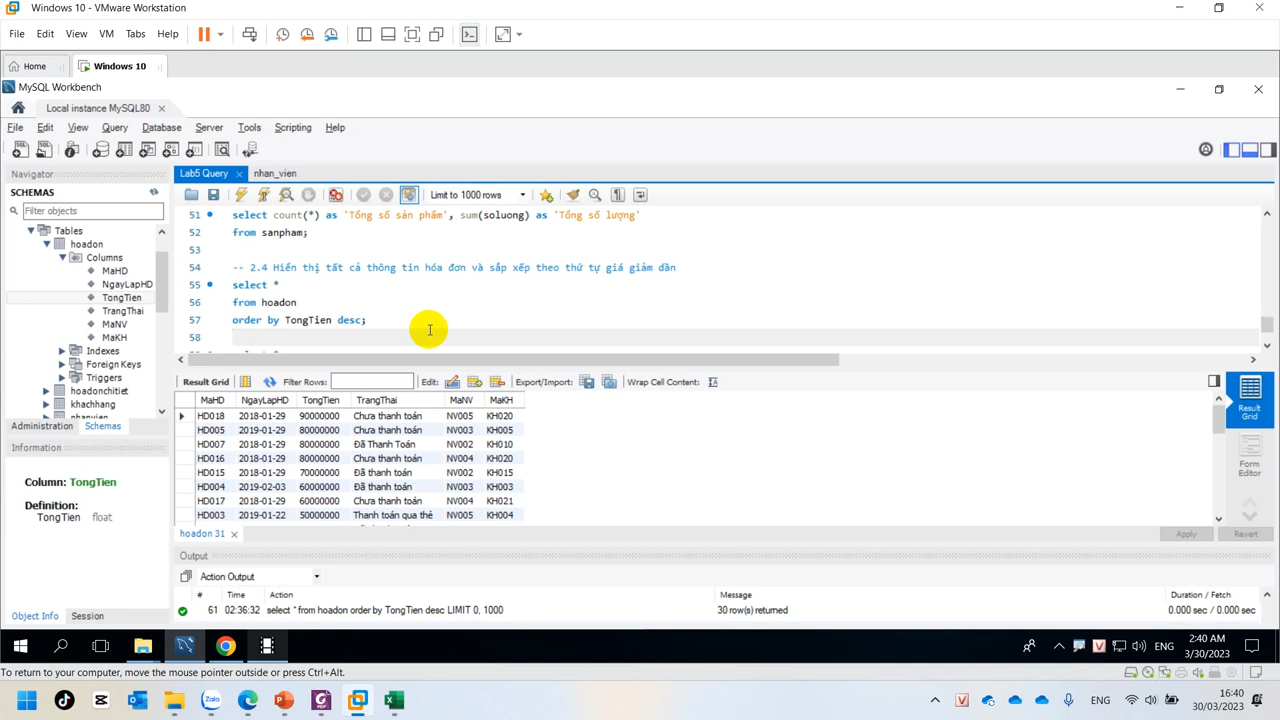 Windows 10 - VMware Workstation
File Edit View VM Tabs Help
Home Windows 10
MySQL Workbench
Local instance MySQL80
File Edit View Query Database Server Tools Scripting Help
Navigator
SCHEMAS
Filter objects
Tables
hoadon
Columns
MaHD
NgayLapHD
TongTien
TrangThai
MaNV
MaKH
Indexes
Foreign Keys
Triggers
hoadonchitiet
khachhang
Administration Schemas
Information
Column: TongTien
Definition:
TongTien float
Object Info Session
Lab5 Query nhan_vien
Limit to 1000 rows
51 select count(*) as 'Tổng số sản phẩm', sum(soluong) as 'Tổng số lượng'
52 from sanpham;
53
54 -- 2.4 Hiển thị tất cả thông tin hóa đơn và sắp xếp theo thứ tự giá giảm dần
55 select *
56 from hoadon
57 order by TongTien desc;
58
Result Grid Filter Rows: Edit: Export/Import: Wrap Cell Content:
MaHD NgayLapHD TongTien TrangThai MaNV MaKH
HD018 2018-01-29 90000000 Chưa thanh toán NV005 KH020
HD005 2019-01-29 80000000 Chưa thanh toán NV003 KH005
HD007 2018-01-29 80000000 Đã Thanh Toán NV002 KH010
HD016 2018-01-29 80000000 Chưa thanh toán NV004 KH020
HD015 2018-01-29 70000000 Đã thanh toán NV002 KH015
HD004 2019-02-03 60000000 Đã thanh toán NV003 KH003
HD017 2018-01-29 60000000 Chưa thanh toán NV004 KH021
HD003 2019-01-22 50000000 Thanh toán qua thẻ NV005 KH004
Result Grid
Form Editor
hoadon 31
Apply Revert
Output
Action Output
# Time Action Message Duration / Fetch
61 02:36:32 select * from hoadon order by TongTien desc LIMIT 0, 1000 30 row(s) returned 0.000 sec / 0.000 sec
ENG 2:40 AM
3/30/2023
To return to your computer, move the mouse pointer outside or press Ctrl+Alt.
Zalo
ENG 16:40
30/03/2023